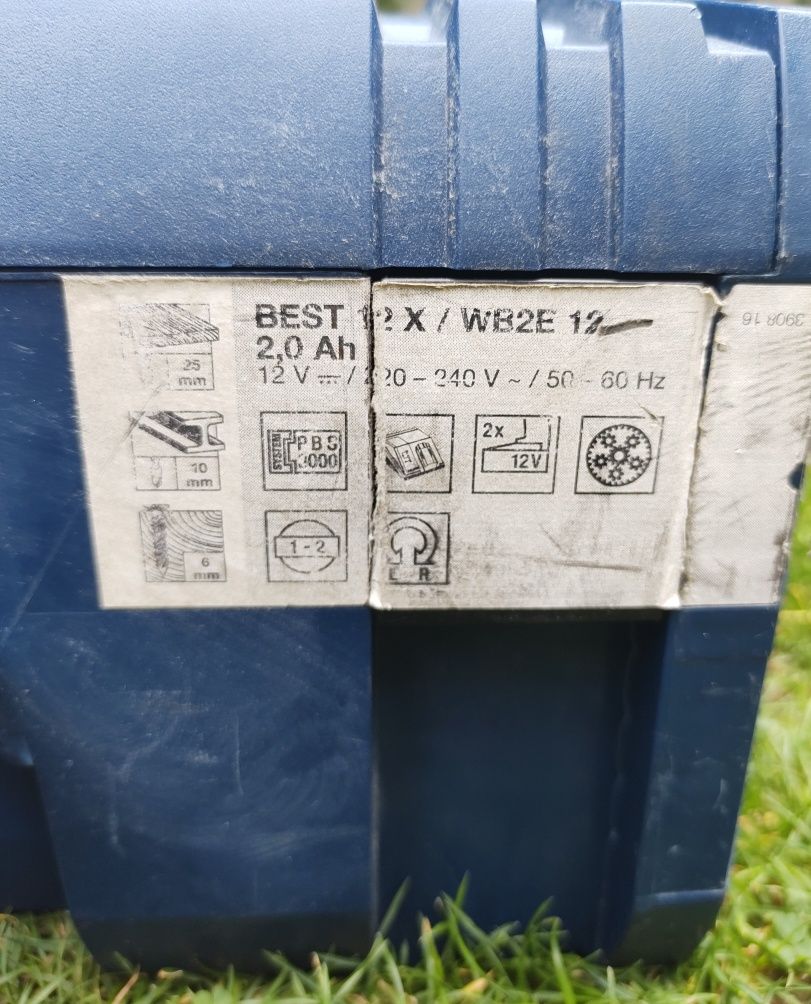 BEST 12 X / WB2E 12
2,0 Ah
12 V / 220 – 240 V ~ / 50 – 60 Hz
25
mm
10
mm
6
mm
SYSTEM
PBS
3000
2x
12V
1 - 2
L R
3908 16